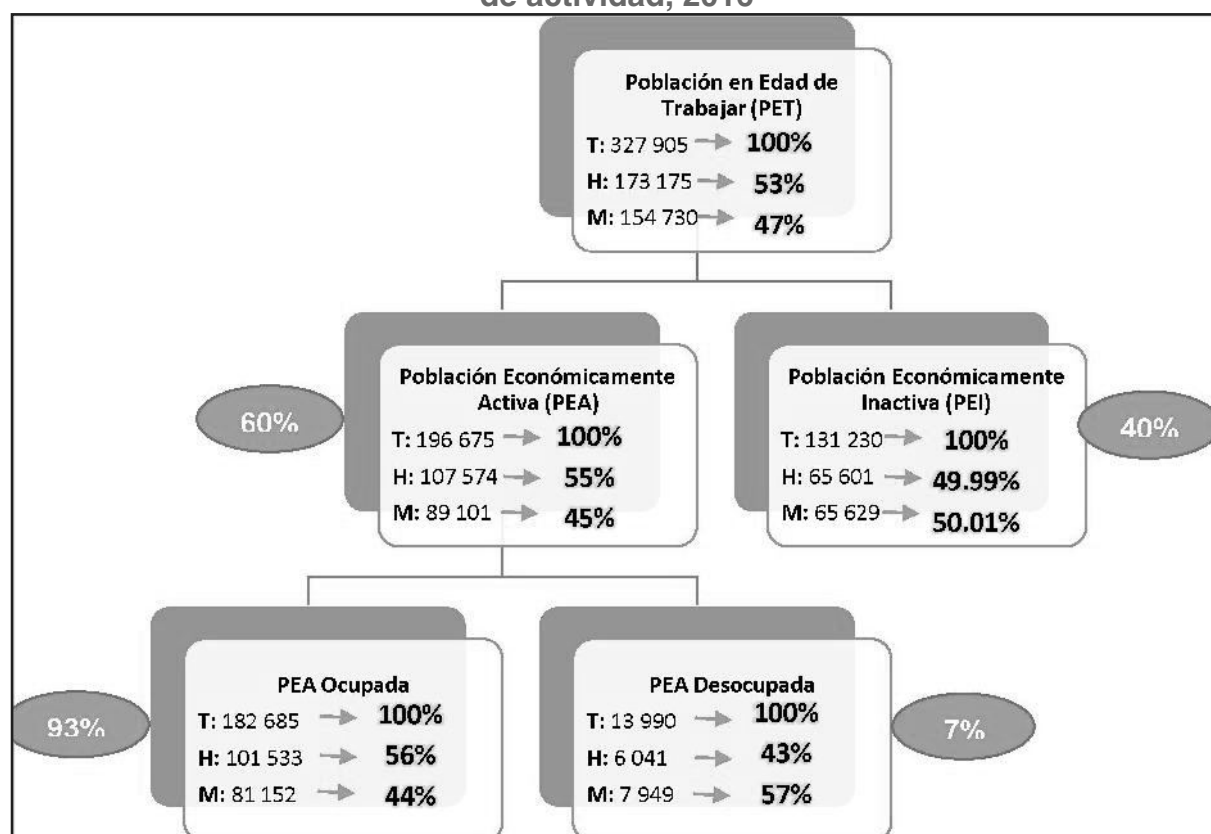 de actividad, 2016
Población en Edad de
Trabajar (PET)
T: 327 905 100%
H: 173 175 53%
M: 154 730 47%
Población Económicamente
Activa (PEA)
T: 196 675 100%
H: 107 574 55%
M: 89 101 45%
60%
Población Económicamente
Inactiva (PEI)
T: 131 230 100%
H: 65 601 49.99%
M: 65 629 50.01%
40%
PEA Ocupada
T: 182 685 100%
H: 101 533 56%
M: 81 152 44%
93%
PEA Desocupada
T: 13 990 100%
H: 6 041 43%
M: 7 949 57%
7%